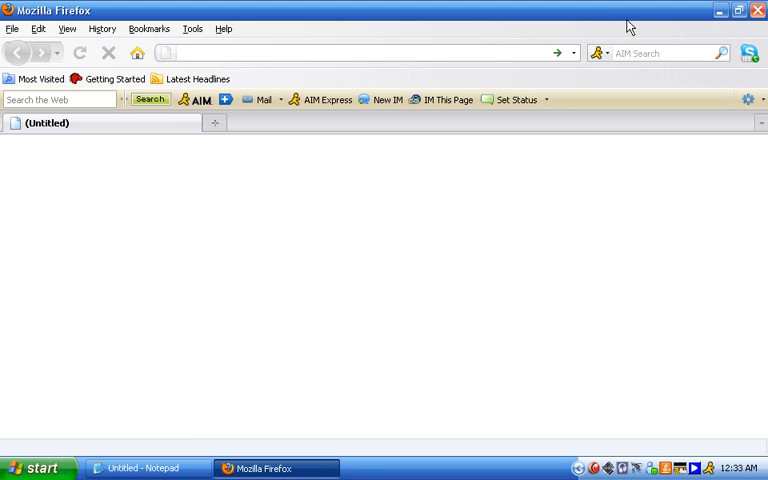 Mozilla Firefox
File Edit View History Bookmarks Tools Help
AIM Search
Most Visited Getting Started Latest Headlines
Search the Web Search AIM. Mail AIM Express New IM IM This Page Set Status
(Untitled)
start Untitled - Notepad Mozilla Firefox 12:33 AM